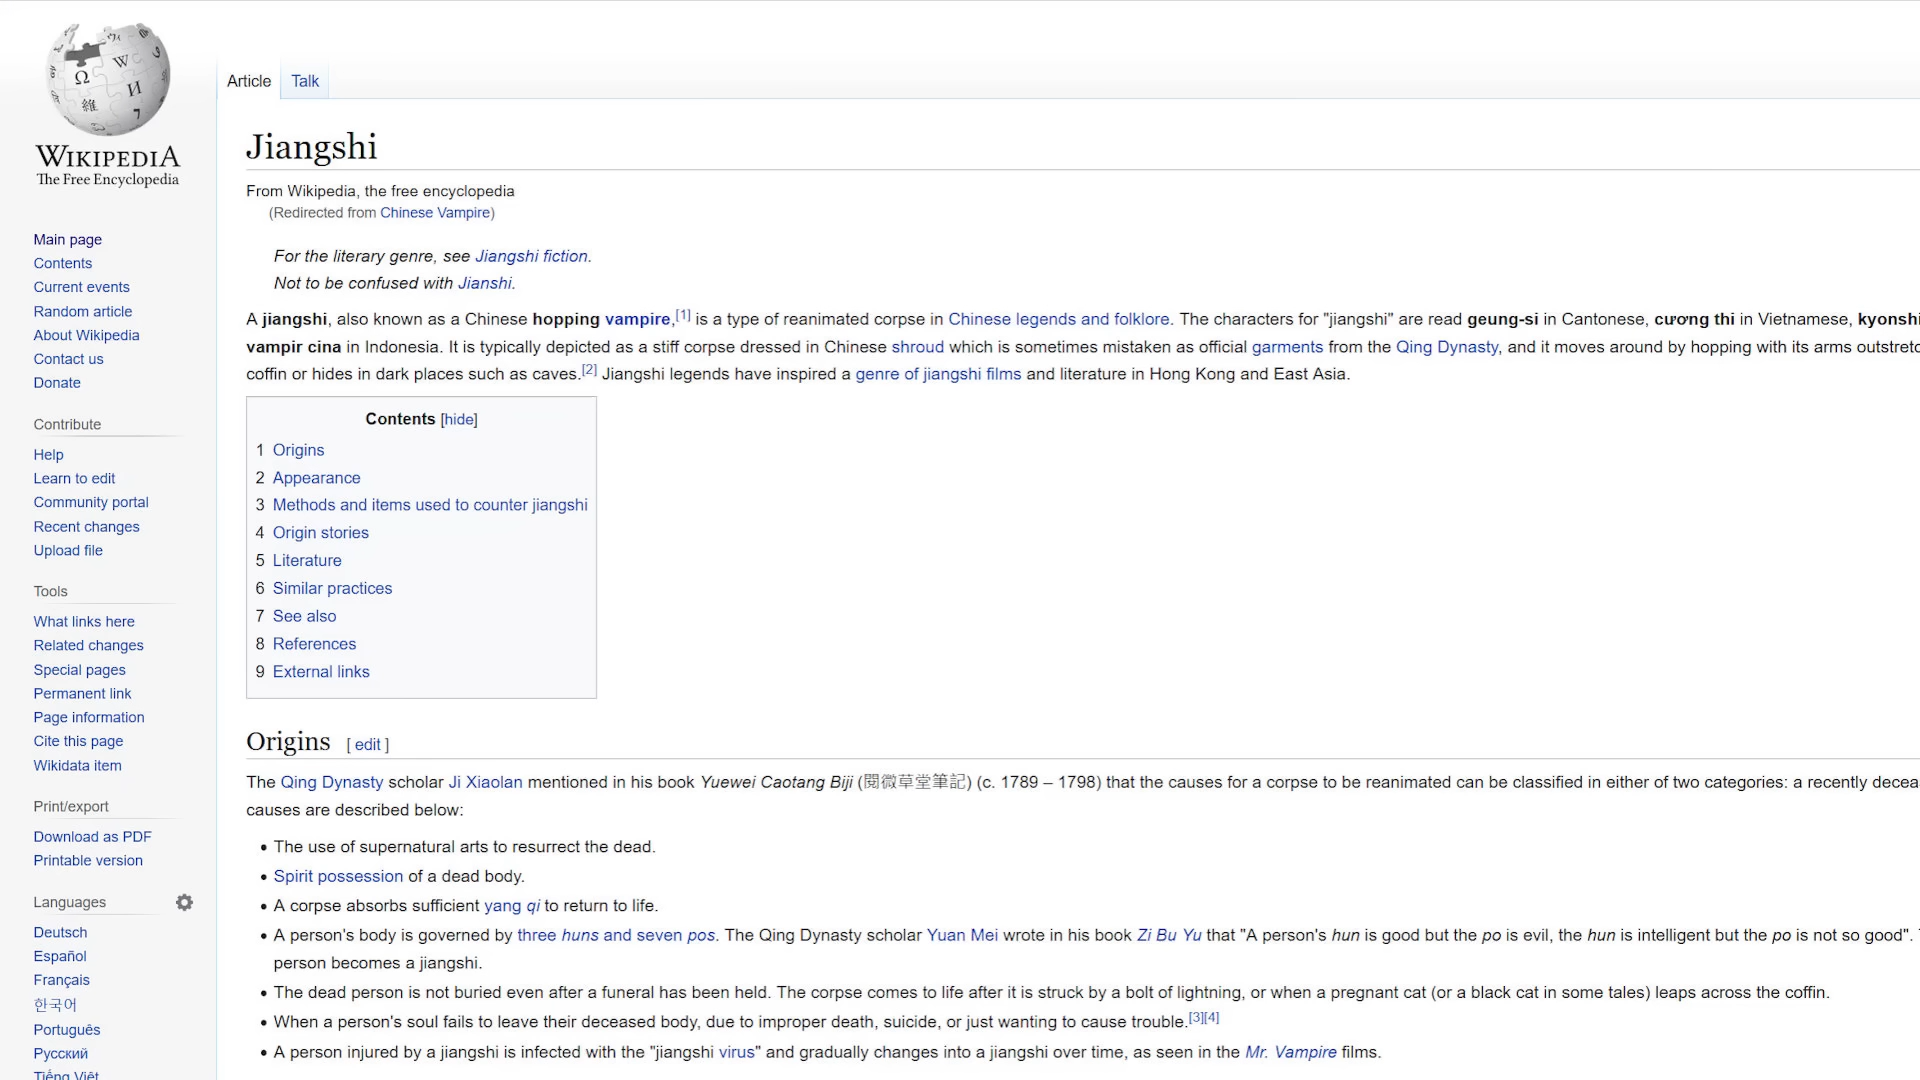 WIKIPEDIA
The Free Encyclopedia
Main page
Contents
Current events
Random article
About Wikipedia
Contact us
Donate
Contribute
Help
Learn to edit
Community portal
Recent changes
Upload file
Tools
What links here
Related changes
Special pages
Permanent link
Page information
Cite this page
Wikidata item
Print/export
Download as PDF
Printable version
Languages
Deutsch
Español
Français
한국어
Português
Русский
Tiếng Việt
Article Talk
Jiangshi
From Wikipedia, the free encyclopedia
(Redirected from Chinese Vampire)
For the literary genre, see Jiangshi fiction.
Not to be confused with Jianshi.
A jiangshi, also known as a Chinese hopping vampire,[1] is a type of reanimated corpse in Chinese legends and folklore. The characters for "jiangshi" are read geung-si in Cantonese, cương thi in Vietnamese, kyonshi
vampir cina in Indonesia. It is typically depicted as a stiff corpse dressed in Chinese shroud which is sometimes mistaken as official garments from the Qing Dynasty, and it moves around by hopping with its arms
coffin or hides in dark places such as caves.[2] Jiangshi legends have inspired a genre of jiangshi films and literature in Hong Kong and East Asia.
Contents [hide]
1 Origins
2 Appearance
3 Methods and items used to counter jiangshi
4 Origin stories
5 Literature
6 Similar practices
7 See also
8 References
9 External links
Origins [ edit ]
The Qing Dynasty scholar Ji Xiaolan mentioned in his book Yuewei Caotang Biji (閱微草堂筆記) (c. 1789 – 1798) that the causes for a corpse to be reanimated can be classified in either of two categories: a recently
causes are described below:
• The use of supernatural arts to resurrect the dead.
• Spirit possession of a dead body.
• A corpse absorbs sufficient yang qi to return to life.
• A person's body is governed by three huns and seven pos. The Qing Dynasty scholar Yuan Mei wrote in his book Zi Bu Yu that "A person's hun is good but the po is evil, the hun is intelligent but the po is not so good".
person becomes a jiangshi.
• The dead person is not buried even after a funeral has been held. The corpse comes to life after it is struck by a bolt of lightning, or when a pregnant cat (or a black cat in some tales) leaps across the coffin.
• When a person's soul fails to leave their deceased body, due to improper death, suicide, or just wanting to cause trouble.[3][4]
• A person injured by a jiangshi is infected with the "jiangshi virus" and gradually changes into a jiangshi over time, as seen in the Mr. Vampire films.